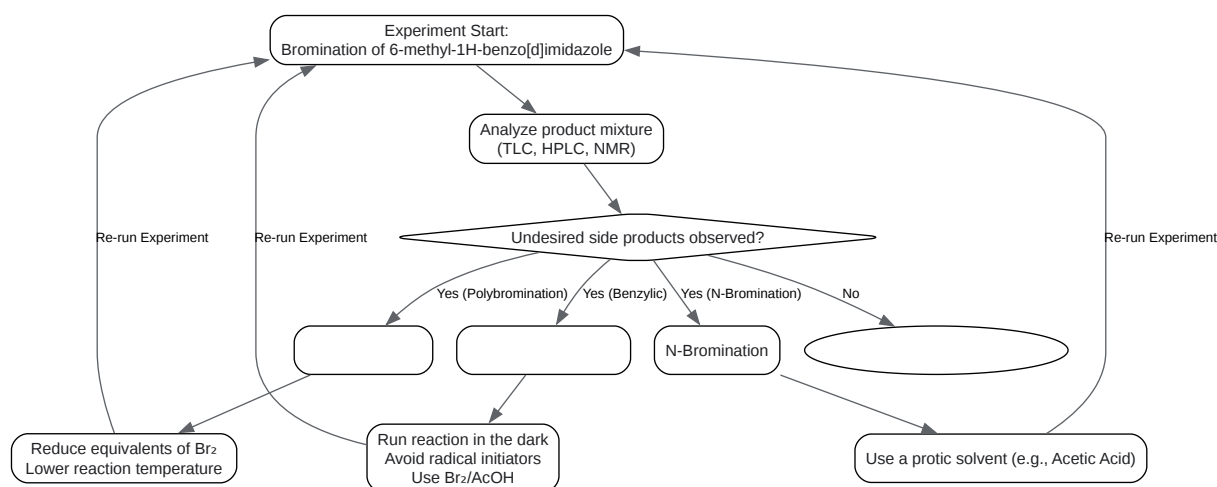 Experiment Start:
Bromination of 6-methyl-1H-benzo[d]imidazole
Analyze product mixture
(TLC, HPLC, NMR)
Re-run Experiment
Re-run Experiment
Undesired side products observed?
Re-run Experiment
Yes (Polybromination)
Yes (Benzylic)
Yes (N-Bromination)
No
N-Bromination
Reduce equivalents of Br₂
Lower reaction temperature
Run reaction in the dark
Avoid radical initiators
Use Br₂/AcOH
Use a protic solvent (e.g., Acetic Acid)